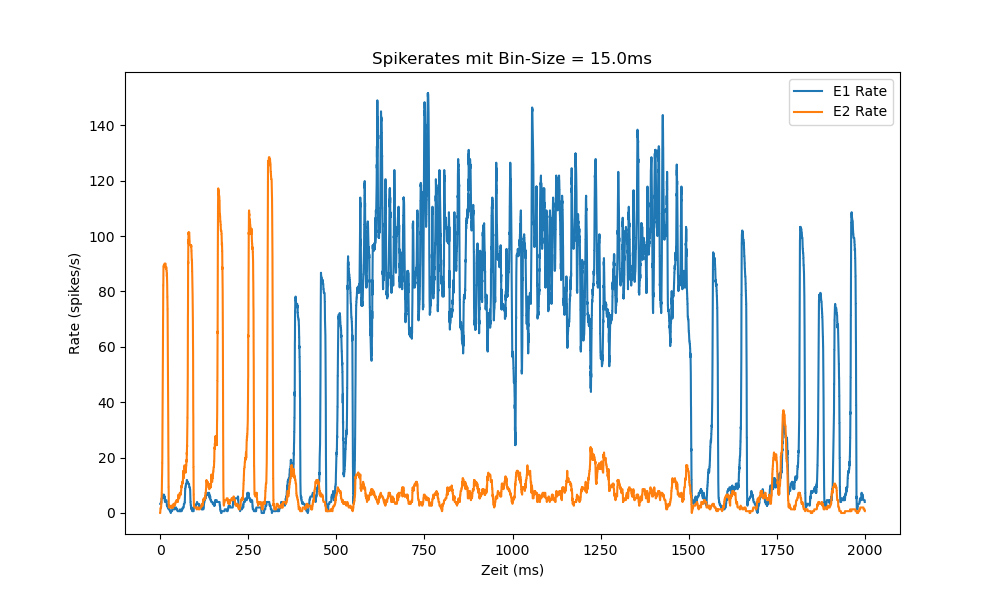 Spikerates mit Bin-Size = 15.0ms
E1 Rate
E2 Rate
Rate (spikes/s)
140
120
100
80
60
40
20
0
0 250 500 750 1000 1250 1500 1750 2000
Zeit (ms)